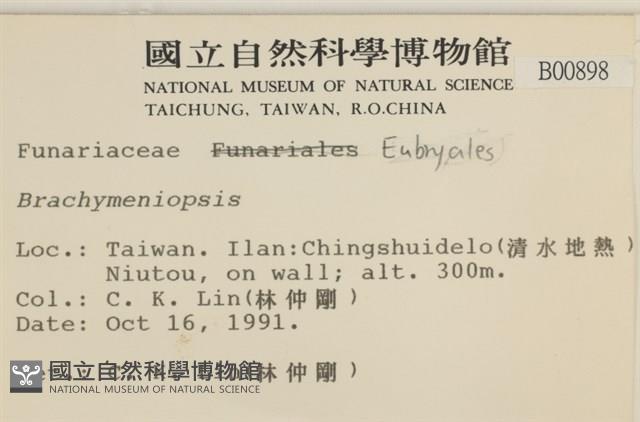 國立自然科學博物館
B00898
NATIONAL MUSEUM OF NATURAL SCIENCE
TAICHUNG, TAIWAN, R.O.CHINA
Funariaceae Funariales Eubryales
Brachymeniopsis
Loc.: Taiwan. Ilan:Chingshuidelo(清水地熱)
Niutou, on wall; alt. 300m.
Col.: C. K. Lin(林仲剛)
Date: Oct 16, 1991.
林仲剛)
國立自然科學博物館
NATIONAL MUSEUM OF NATURAL SCIENCE